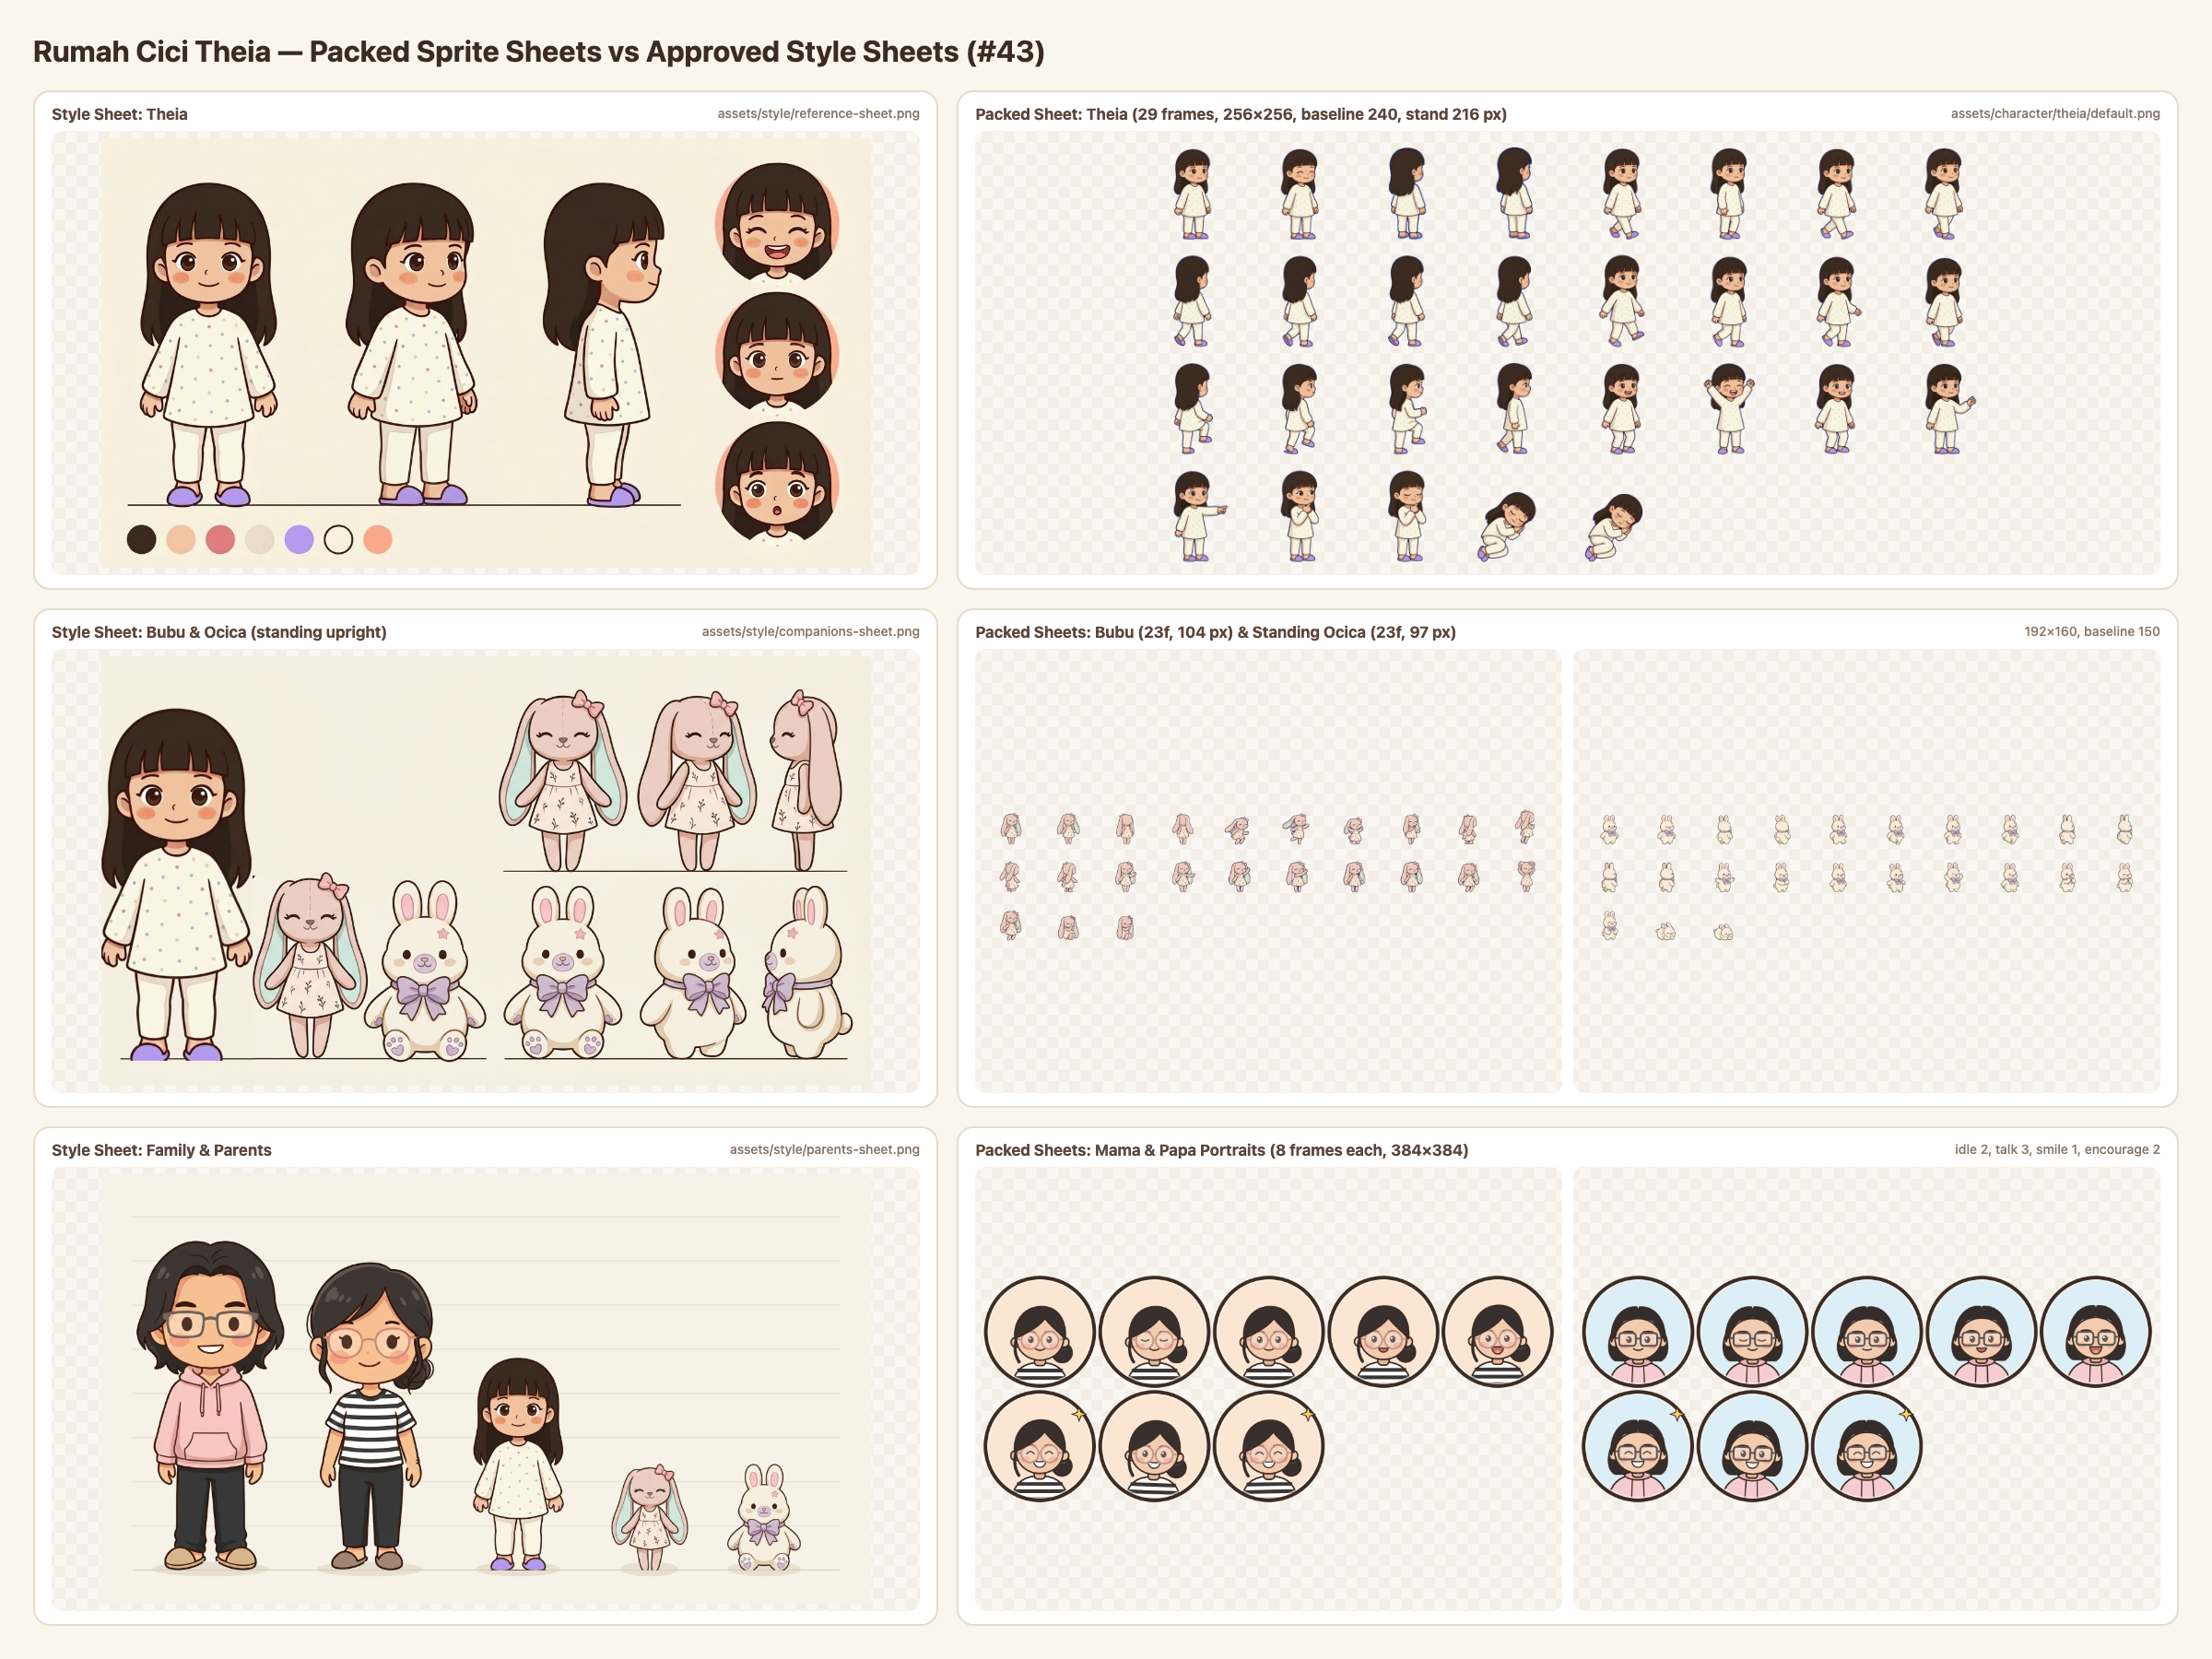 Rumah Cici Theia — Packed Sprite Sheets vs Approved Style Sheets (#43)
Style Sheet: Theia
assets/style/reference-sheet.png
Packed Sheet: Theia (29 frames, 256×256, baseline 240, stand 216 px)
assets/character/theia/default.png
Style Sheet: Bubu & Ocica (standing upright)
assets/style/companions-sheet.png
Packed Sheets: Bubu (23f, 104 px) & Standing Ocica (23f, 97 px)
192×160, baseline 150
Style Sheet: Family & Parents
assets/style/parents-sheet.png
Packed Sheets: Mama & Papa Portraits (8 frames each, 384×384)
idle 2, talk 3, smile 1, encourage 2